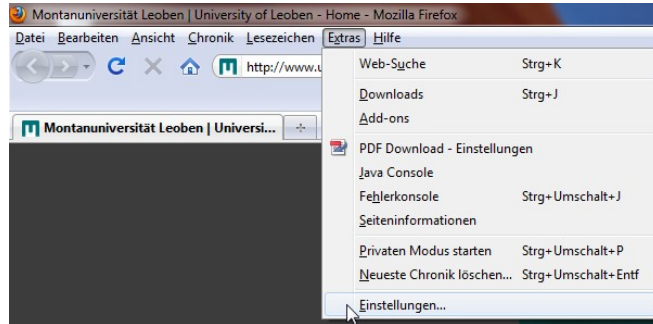 Montanuniversität Leoben | University of Leoben - Home - Mozilla Firefox
Datei Bearbeiten Ansicht Chronik Lesezeichen Extras Hilfe
http://www.u
Montanuniversität Leoben | Universi...
Web-Suche Strg+K
Downloads Strg+J
Add-ons
PDF Download - Einstellungen
Java Console
Fehlerkonsole Strg+Umschalt+J
Seiteninformationen
Privaten Modus starten Strg+Umschalt+P
Neueste Chronik löschen... Strg+Umschalt+Entf
Einstellungen...